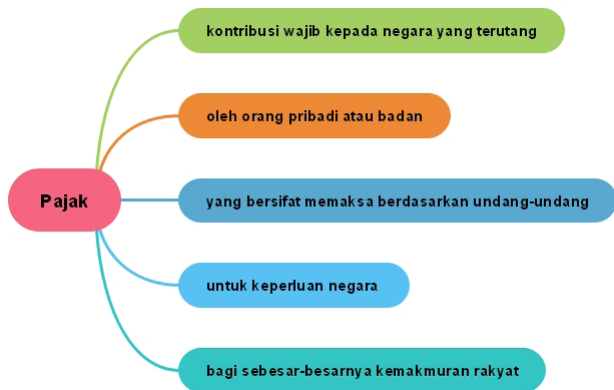 Pajak
kontribusi wajib kepada negara yang terutang
oleh orang pribadi atau badan
yang bersifat memaksa berdasarkan undang-undang
untuk keperluan negara
bagi sebesar-besarnya kemakmuran rakyat